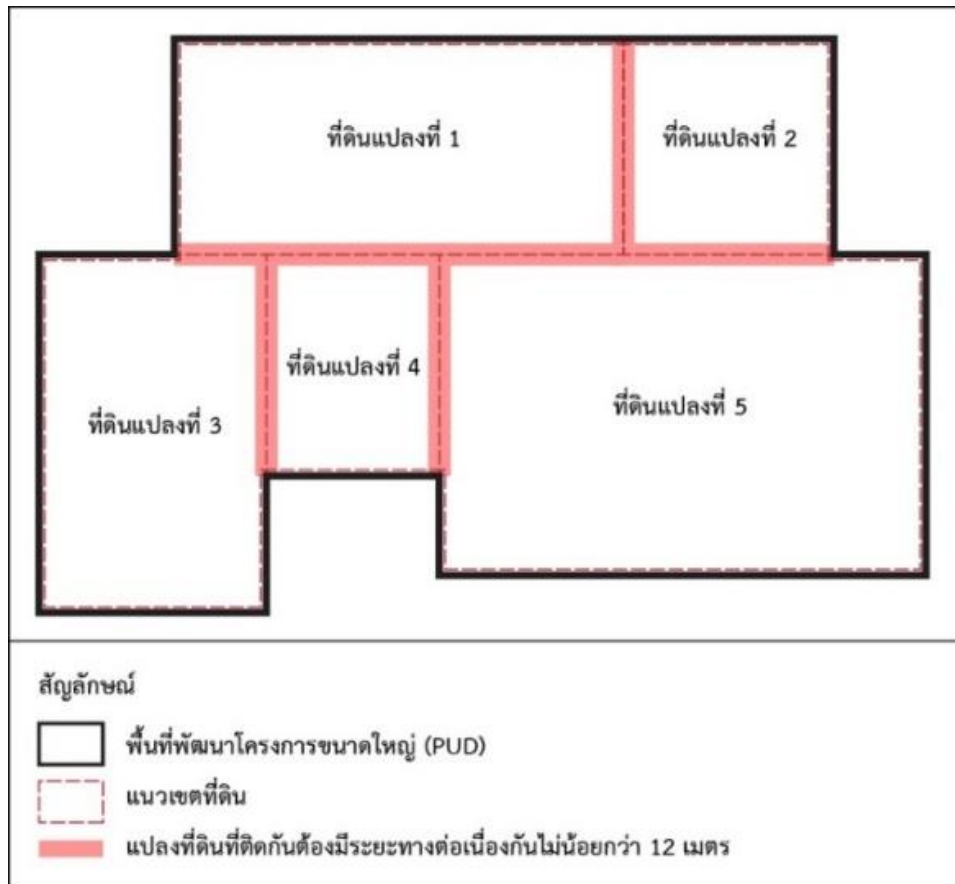 ที่ดินแปลงที่ 1
ที่ดินแปลงที่ 2
ที่ดินแปลงที่ 3
ที่ดินแปลงที่ 4
ที่ดินแปลงที่ 5
สัญลักษณ์
พื้นที่พัฒนาโครงการขนาดใหญ่ (PUD)
แนวเขตที่ดิน
แปลงที่ดินที่ติดกันต้องมีระยะทางต่อเนื่องกันไม่น้อยกว่า 12 เมตร